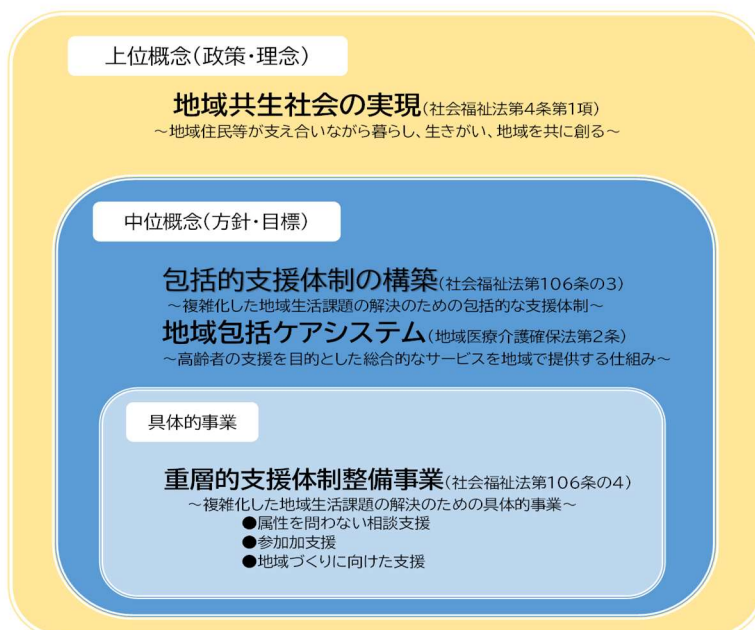 上位概念(政策・理念)
地域共生社会の実現(社会福祉法第4条第1項)
～地域住民等が支え合いながら暮らし、生きがい、地域を共に創る～
中位概念(方針・目標)
包括的支援体制の構築(社会福祉法第106条の3)
～複雑化した地域生活課題の解決のための包括的な支援体制～
地域包括ケアシステム(地域医療介護確保法第2条)
～高齢者の支援を目的とした総合的なサービスを地域で提供する仕組み～
具体的事業
重層的支援体制整備事業(社会福祉法第106条の4)
～複雑化した地域生活課題の解決のための具体的事業～
●属性を問わない相談支援
●参加加支援
●地域づくりに向けた支援